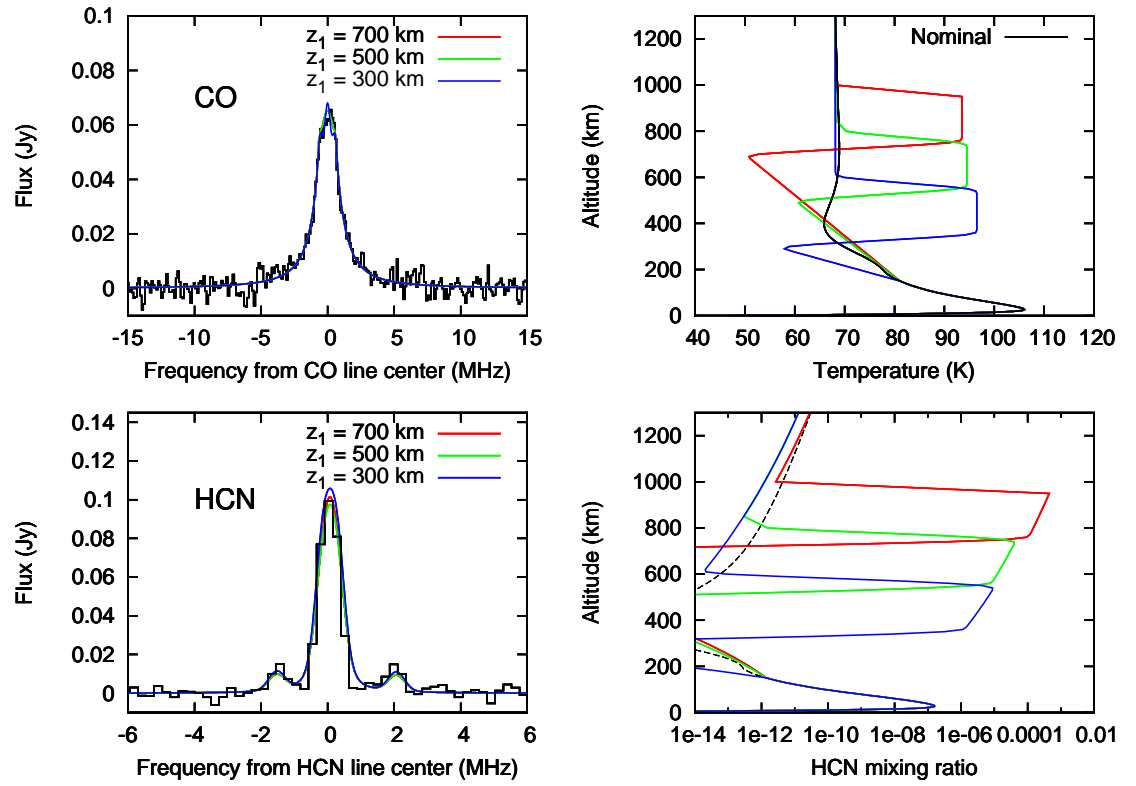 0.1
0.08
0.06
0.04
0.02
0
-15
-10
-5
0
5
10
15
Flux (Jy)
Frequency from CO line center (MHz)
CO
z1 = 700 km
z1 = 500 km
z1 = 300 km
1200
1000
800
600
400
200
0
40
50
60
70
80
90
100
110
120
Altitude (km)
Temperature (K)
Nominal
0.14
0.12
0.1
0.08
0.06
0.04
0.02
0
-6
-4
-2
0
2
4
6
Flux (Jy)
Frequency from HCN line center (MHz)
HCN
z1 = 700 km
z1 = 500 km
z1 = 300 km
1200
1000
800
600
400
200
0
1e-14
1e-12
1e-10
1e-08
1e-06
0.0001
0.01
Altitude (km)
HCN mixing ratio